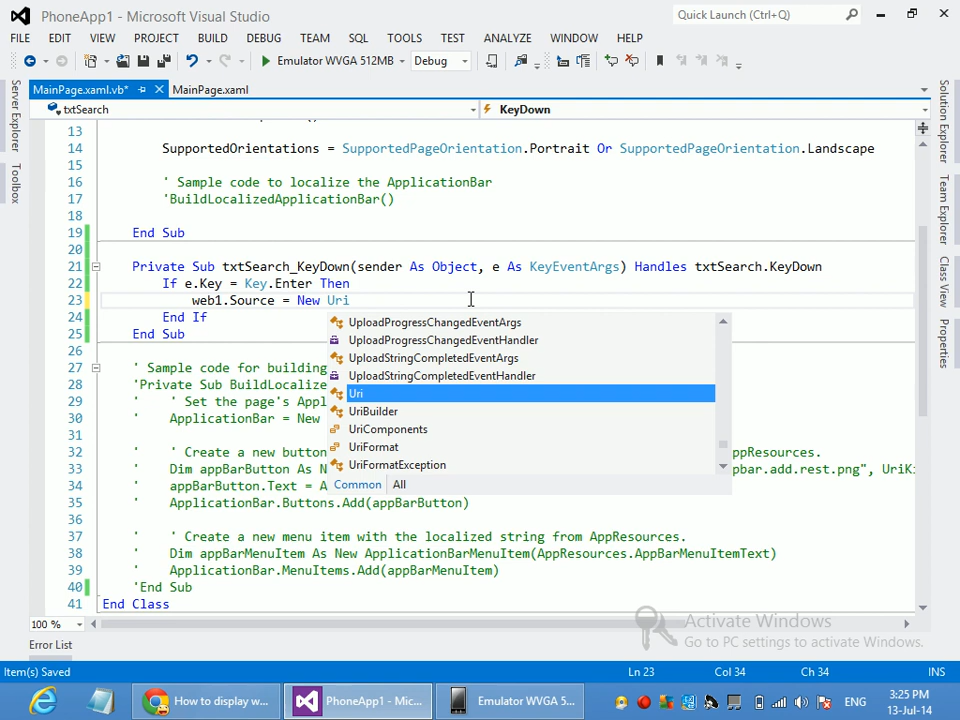 PhoneApp1 - Microsoft Visual Studio
Quick Launch (Ctrl+Q)
FILE EDIT VIEW PROJECT BUILD DEBUG TEAM SQL TOOLS TEST ANALYZE WINDOW HELP
Emulator WVGA 512MB Debug
MainPage.xaml.vb* MainPage.xaml
txtSearch KeyDown
Server Explorer
Toolbox
Solution Explorer
Team Explorer
Class View
Properties
13
14 SupportedOrientations = SupportedPageOrientation.Portrait Or SupportedPageOrientation.Landscape
15
16 ' Sample code to localize the ApplicationBar
17 'BuildLocalizedApplicationBar()
18
19 End Sub
20
21 Private Sub txtSearch_KeyDown(sender As Object, e As KeyEventArgs) Handles txtSearch.KeyDown
22 If e.Key = Key.Enter Then
23 web1.Source = New Uri
24 End If
25 End Sub
26
27 ' Sample code for building
28 'Private Sub BuildLocalize
29 ' ' Set the page's Appl
30 ' ApplicationBar = New
31 '
32 ' ' Create a new button AppResources.
33 ' Dim appBarButton As N pbar.add.rest.png", UriKi
34 ' appBarButton.Text = A
35 ' ApplicationBar.Buttons.Add(appBarButton)
36
37 ' ' Create a new menu item with the localized string from AppResources.
38 ' Dim appBarMenuItem As New ApplicationBarMenuItem(AppResources.AppBarMenuItemText)
39 ' ApplicationBar.MenuItems.Add(appBarMenuItem)
40 'End Sub
41 End Class
UploadProgressChangedEventArgs
UploadProgressChangedEventHandler
UploadStringCompletedEventArgs
UploadStringCompletedEventHandler
Uri
UriBuilder
UriComponents
UriFormat
UriFormatException
Common All
100 %
Activate Windows
Go to PC settings to activate Windows.
Error List
Item(s) Saved Ln 23 Col 34 Ch 34 INS
How to display w... PhoneApp1 - Mic... Emulator WVGA 5... ENG
3:25 PM
13-Jul-14